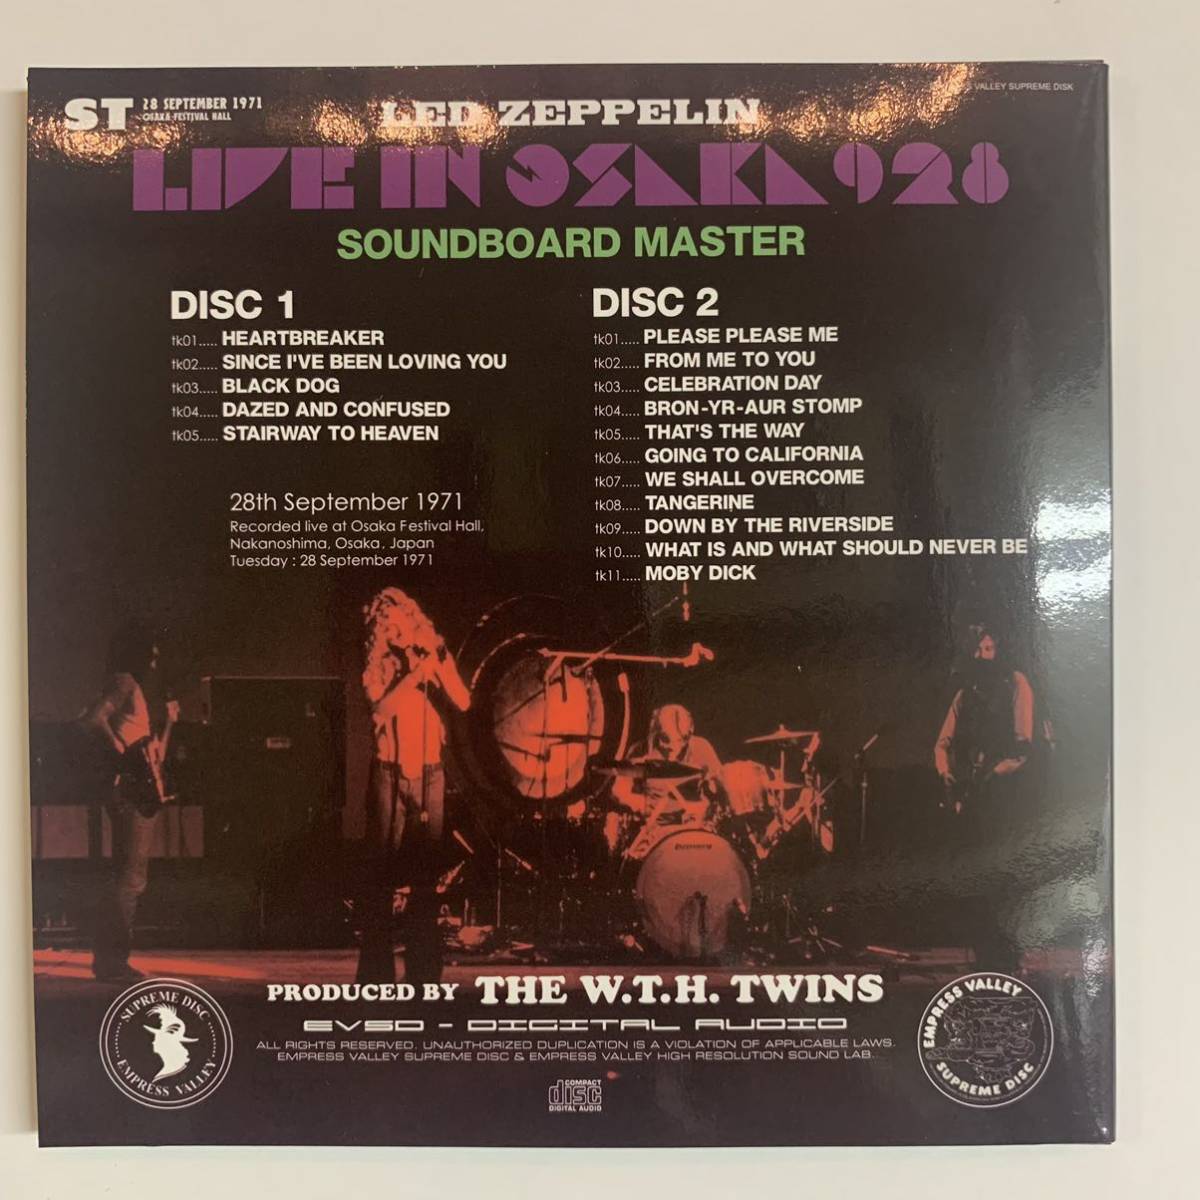 ST 28 SEPTEMBER 1971
OSAKA FESTIVAL HALL
VALLEY SUPREME DISK
LED ZEPPELIN
LIVE IN OSAKA 928
SOUNDBOARD MASTER
DISC 1
tk01..... HEARTBREAKER
tk02..... SINCE I'VE BEEN LOVING YOU
tk03..... BLACK DOG
tk04..... DAZED AND CONFUSED
tk05..... STAIRWAY TO HEAVEN
28th September 1971
Recorded live at Osaka Festival Hall,
Nakanoshima, Osaka, Japan
Tuesday : 28 September 1971
DISC 2
tk01..... PLEASE PLEASE ME
tk02..... FROM ME TO YOU
tk03..... CELEBRATION DAY
tk04..... BRON-YR-AUR STOMP
tk05..... THAT'S THE WAY
tk06..... GOING TO CALIFORNIA
tk07..... WE SHALL OVERCOME
tk08..... TANGERINE
tk09..... DOWN BY THE RIVERSIDE
tk10..... WHAT IS AND WHAT SHOULD NEVER BE
tk11..... MOBY DICK
Ludwig
PRODUCED BY THE W.T.H. TWINS
EVSD - DIGITAL AUDIO
ALL RIGHTS RESERVED. UNAUTHORIZED DUPLICATION IS A VIOLATION OF APPLICABLE LAWS.
EMPRESS VALLEY SUPREME DISC & EMPRESS VALLEY HIGH RESOLUTION SOUND LAB.
SUPREME DISC
EMPRESS VALLEY
EMPRESS VALLEY
SUPREME DISC
COMPACT
disc
DIGITAL AUDIO